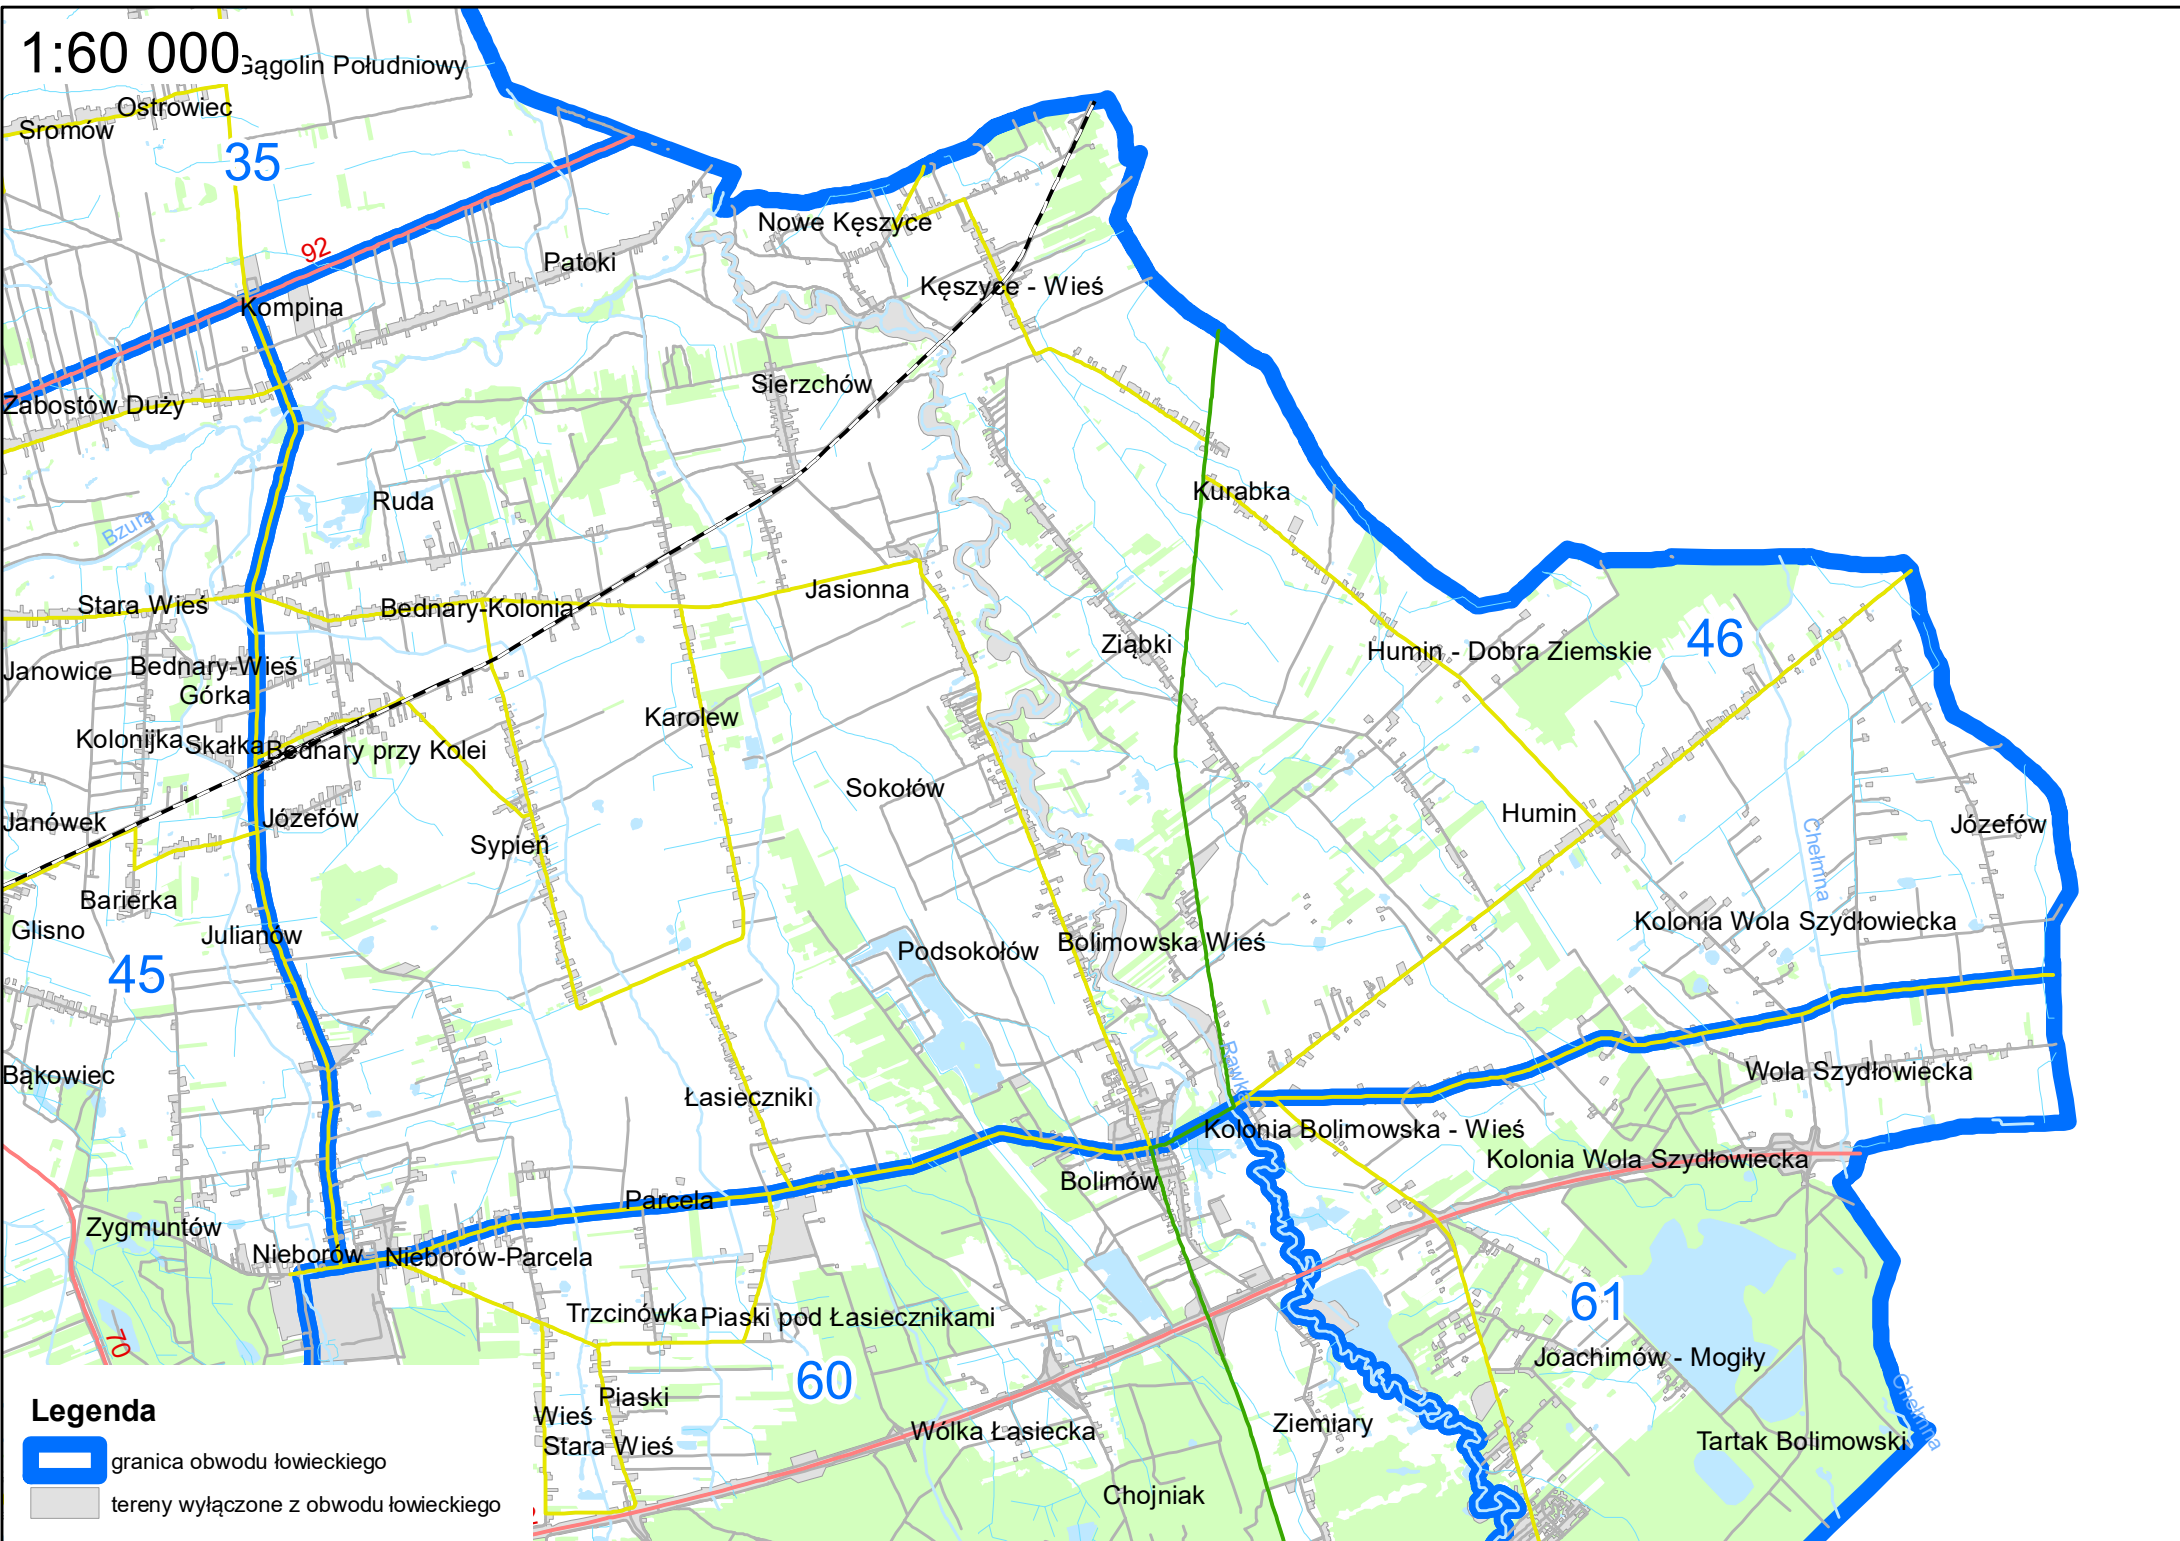 1:60 000
Gągolin Południowy
Ostrowiec
Sromów
35
92
Nowe Kęszyce
Patoki
Kęszyce - Wieś
Kompina
Zabostów Duży
Sierzchów
Ruda
Kurabka
Bzura
Stara Wieś
Bednary-Kolonia
Jasionna
Ziąbki
Humin - Dobra Ziemskie
46
Janowice
Bednary-Wieś
Górka
Karolew
Kolonijka
Skałka
Bednary przy Kolei
Sokołów
Janówek
Józefów
Sypień
Humin
Chełmna
Józefów
Barierka
Glisno
Julianów
Podsokołów
Bolimowska Wieś
Kolonia Wola Szydłowiecka
45
Bąkowiec
Łasieczniki
Rawka
Wola Szydłowiecka
Kolonia Bolimowska - Wieś
Kolonia Wola Szydłowiecka
Bolimów
Parcela
Zygmuntów
Nieborów
Nieborów-Parcela
Trzcinówka
Piaski pod Łasiecznikami
61
70
Joachimów - Mogiły
60
Piaski
Wieś
Stara Wieś
Wólka Łasiecka
Ziemiary
Chełmna
Tartak Bolimowski
Chojniak
Legenda
granica obwodu łowieckiego
tereny wyłączone z obwodu łowieckiego